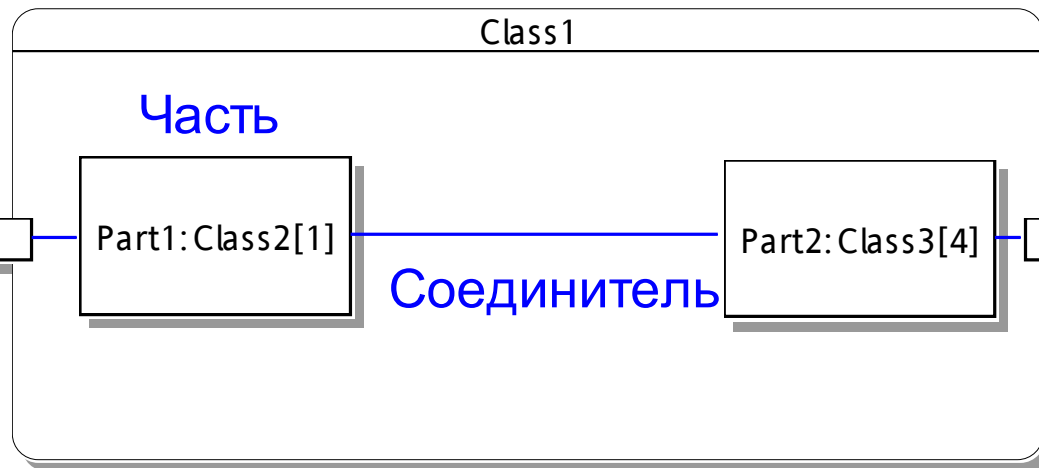 Class1
Часть
Part1: Class2[1]
Part2: Class3[4]
Соединитель